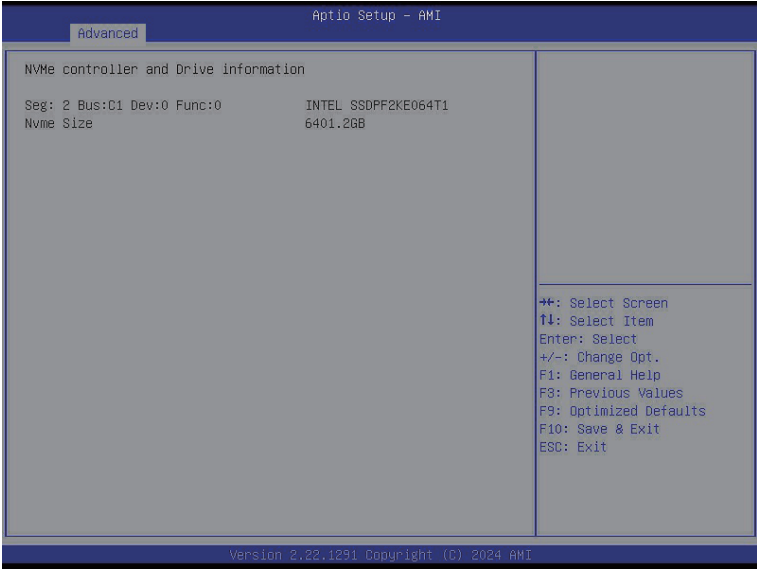 Aptio Setup – AMI
Advanced
NVMe controller and Drive information
Seg: 2 Bus:C1 Dev:0 Func:0 INTEL SSDPF2KE064T1
Nvme Size 6401.2GB
→←: Select Screen
↑↓: Select Item
Enter: Select
+/-: Change Opt.
F1: General Help
F3: Previous Values
F9: Optimized Defaults
F10: Save & Exit
ESC: Exit
Version 2.22.1291 Copyright (C) 2024 AMI